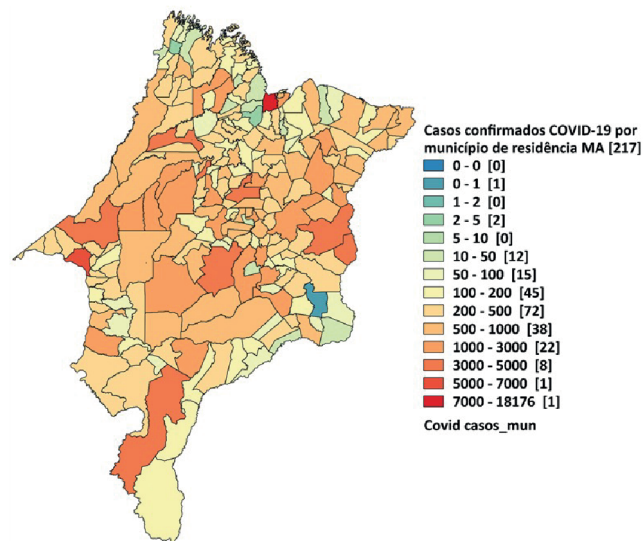 Casos confirmados COVID-19 por
município de residência MA [217]
0 - 0 [0]
0 - 1 [1]
1 - 2 [0]
2 - 5 [2]
5 - 10 [0]
10 - 50 [12]
50 - 100 [15]
100 - 200 [45]
200 - 500 [72]
500 - 1000 [38]
1000 - 3000 [22]
3000 - 5000 [8]
5000 - 7000 [1]
7000 - 18176 [1]
Covid casos_mun